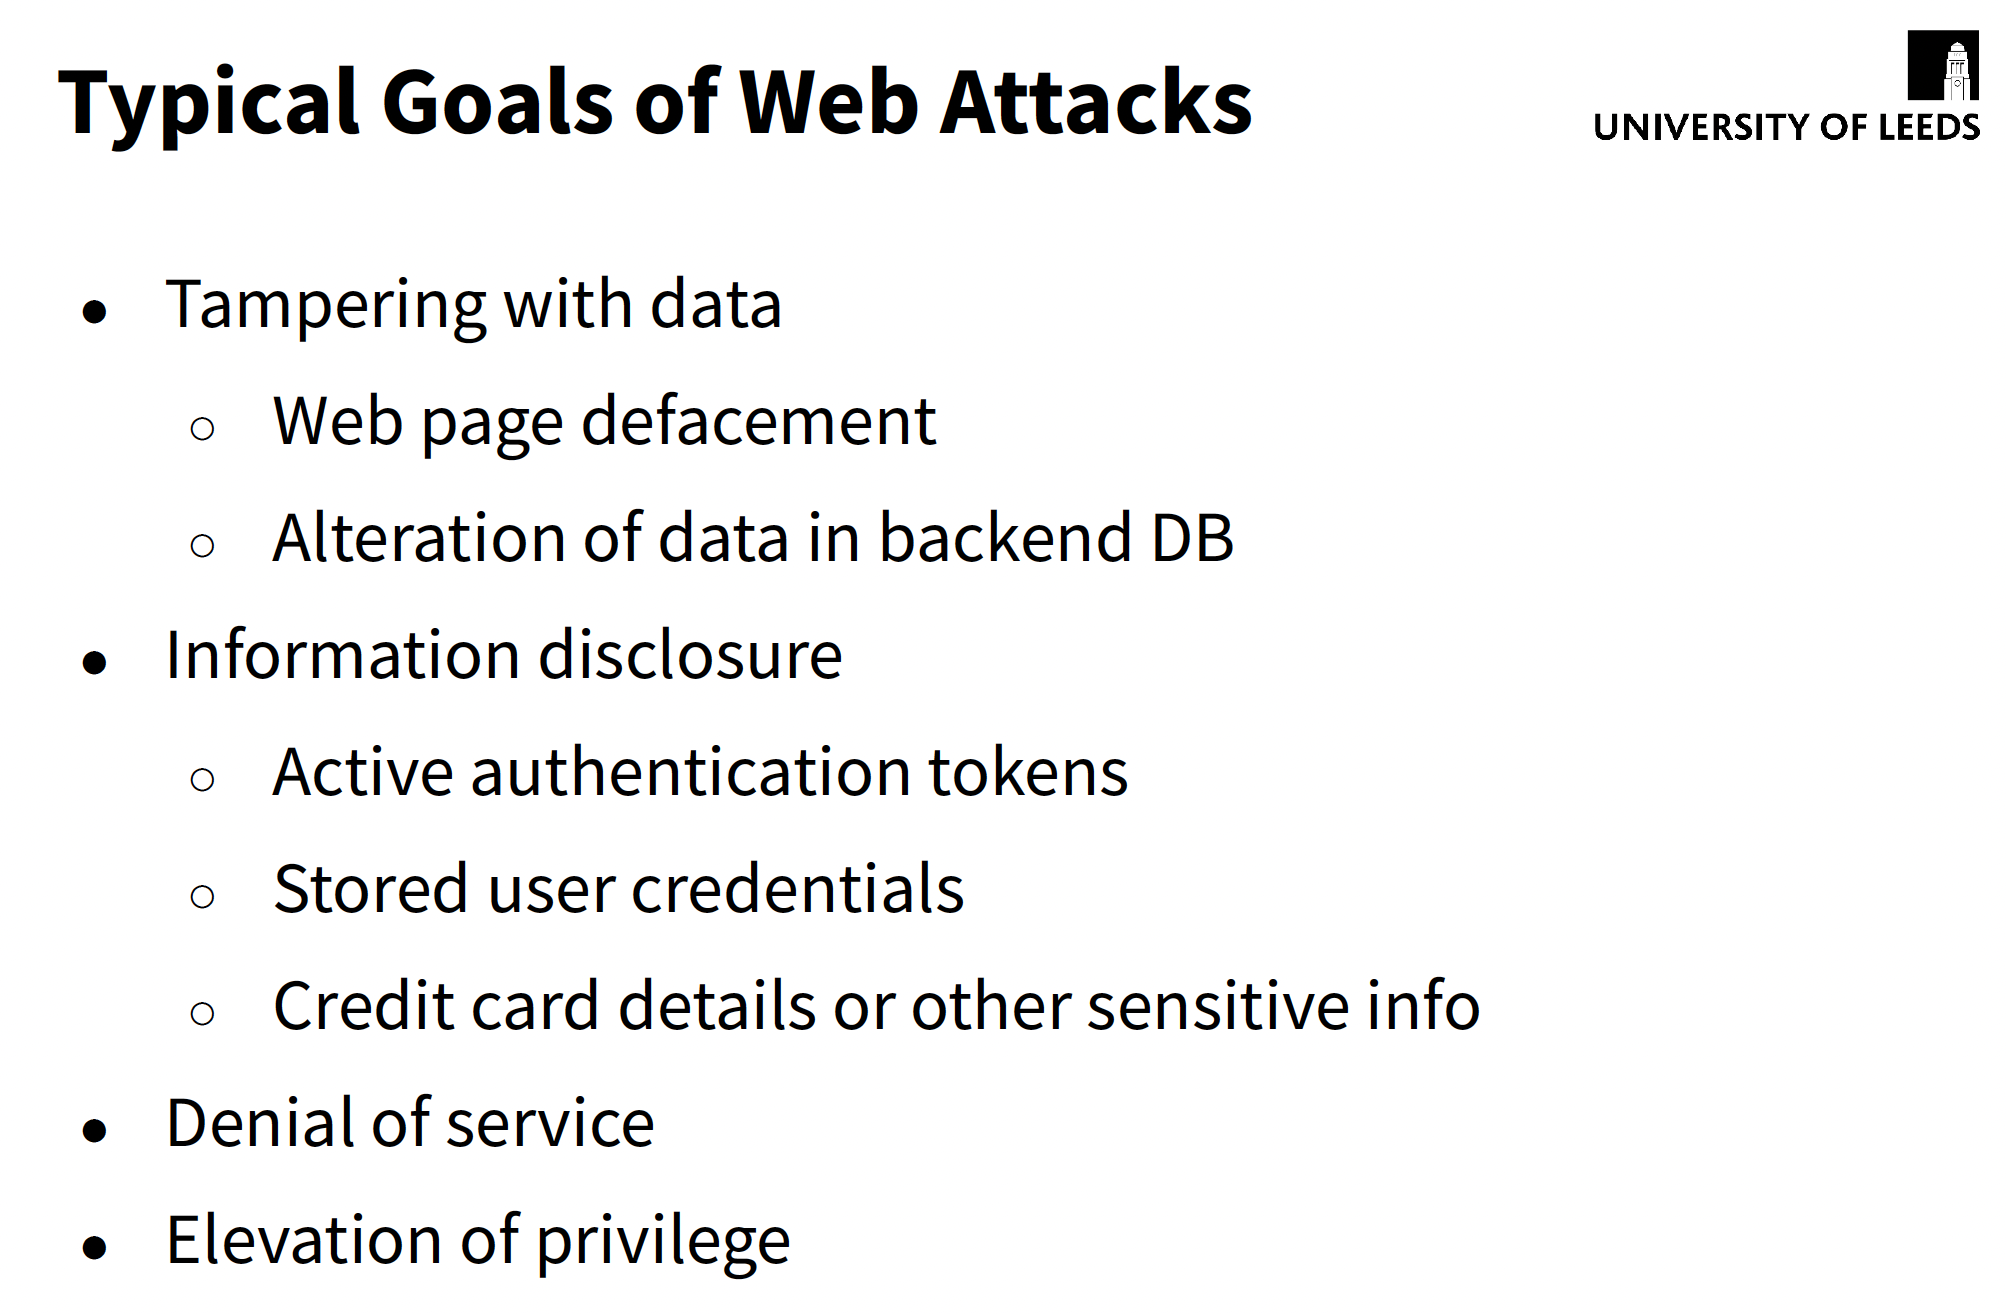 Typical Goals of Web Attacks
UNIVERSITY OF LEEDS
● Tampering with data
○ Web page defacement
○ Alteration of data in backend DB
● Information disclosure
○ Active authentication tokens
○ Stored user credentials
○ Credit card details or other sensitive info
● Denial of service
● Elevation of privilege